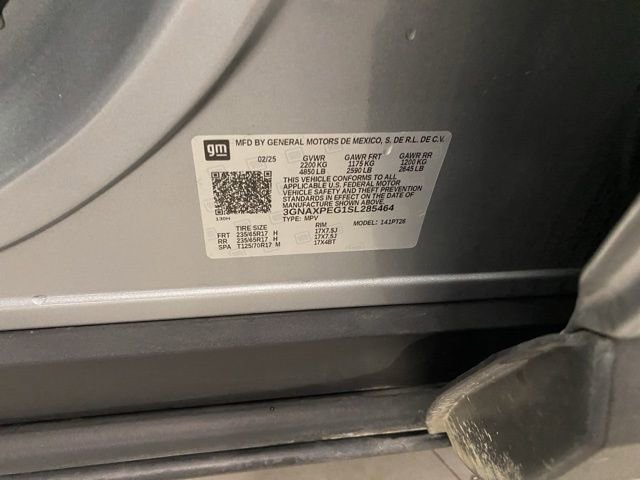 gm
MFD BY GENERAL MOTORS DE MEXICO, S. DE R.L. DE C.V.
02/25 GVWR GAWR FRT GAWR RR
2200 KG 1175 KG 1200 KG
4850 LB 2590 LB 2645 LB
THIS VEHICLE CONFORMS TO ALL
APPLICABLE U.S. FEDERAL MOTOR
VEHICLE SAFETY AND THEFT PREVENTION
STANDARDS IN EFFECT ON THE DATE OF
MANUFACTURE SHOWN ABOVE.
3GNAXPEG1SL285464
130H TYPE: MPV MODEL: 141PT26
TIRE SIZE RIM
FRT 235/65R17 H 17X7.5J
RR 235/65R17 H 17X7.5J
SPA T125/70R17 M 17X4BT